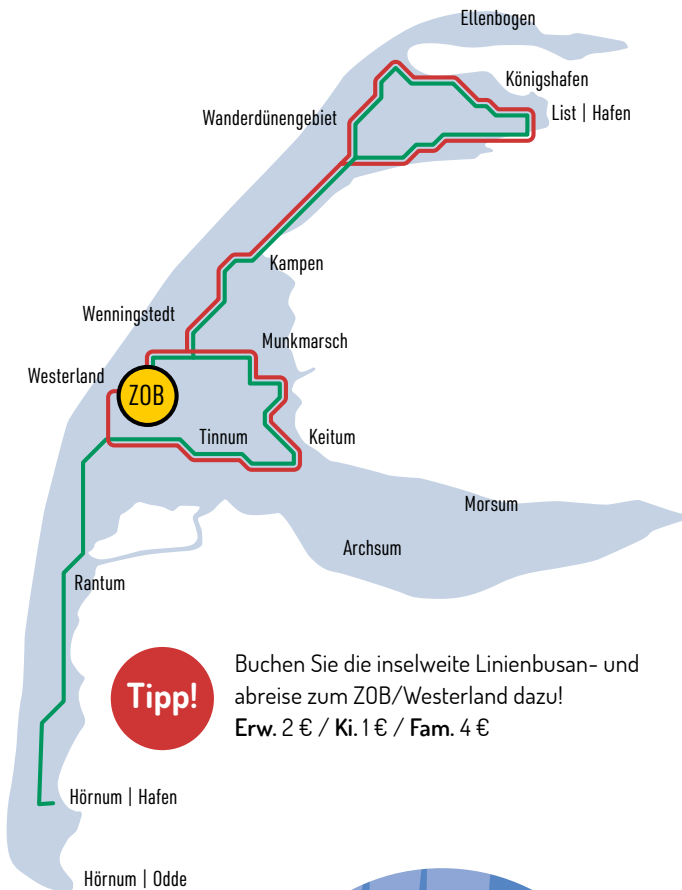 Ellenbogen
Königshafen
Wanderdünengebiet
List | Hafen
Kampen
Wenningstedt
Munkmarsch
Westerland
ZOB
Tinnum
Keitum
Morsum
Archsum
Rantum
Tipp!
Buchen Sie die inselweite Linienbusan- und
abreise zum ZOB/Westerland dazu!
Erw. 2 € / Ki. 1 € / Fam. 4 €
Hörnum | Hafen
Hörnum | Odde